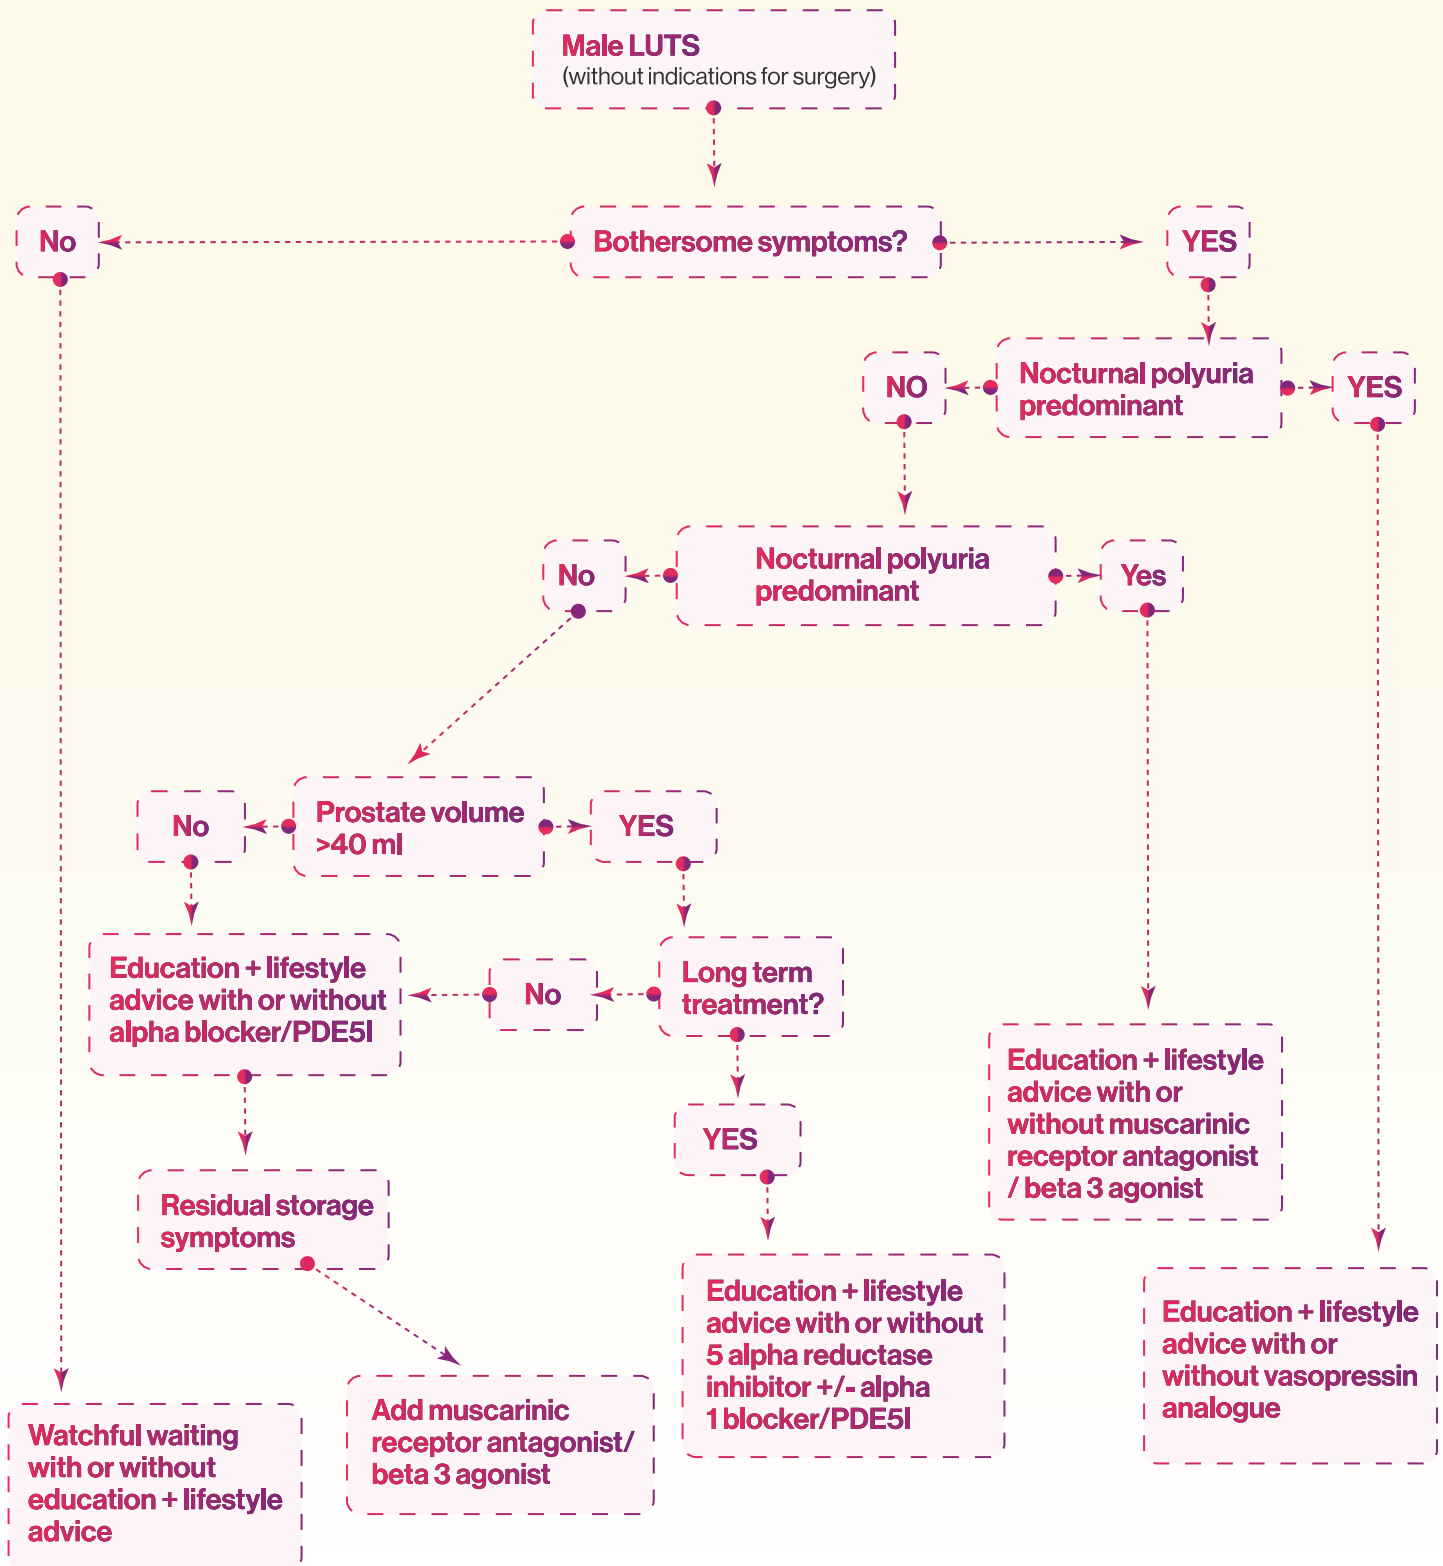 Male LUTS
(without indications for surgery)
No
Bothersome symptoms?
YES
NO
Nocturnal polyuria
predominant
YES
No
Nocturnal polyuria
predominant
Yes
No
Prostate volume
>40 ml
YES
Education + lifestyle
advice with or without
alpha blocker/PDE5I
No
Long term
treatment?
Education + lifestyle
advice with or
without muscarinic
receptor antagonist
/ beta 3 agonist
YES
Residual storage
symptoms
Education + lifestyle
advice with or without
5 alpha reductase
inhibitor +/- alpha
1 blocker/PDE5I
Education + lifestyle
advice with or
without vasopressin
analogue
Add muscarinic
receptor antagonist/
beta 3 agonist
Watchful waiting
with or without
education + lifestyle
advice